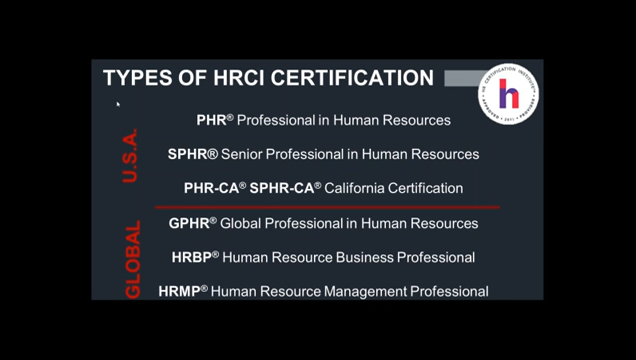 TYPES OF HRCI CERTIFICATION
h
U.S.A.
PHR® Professional in Human Resources
SPHR® Senior Professional in Human Resources
PHR-CA® SPHR-CA® California Certification
GLOBAL
GPHR® Global Professional in Human Resources
HRBP® Human Resource Business Professional
HRMP® Human Resource Management Professional